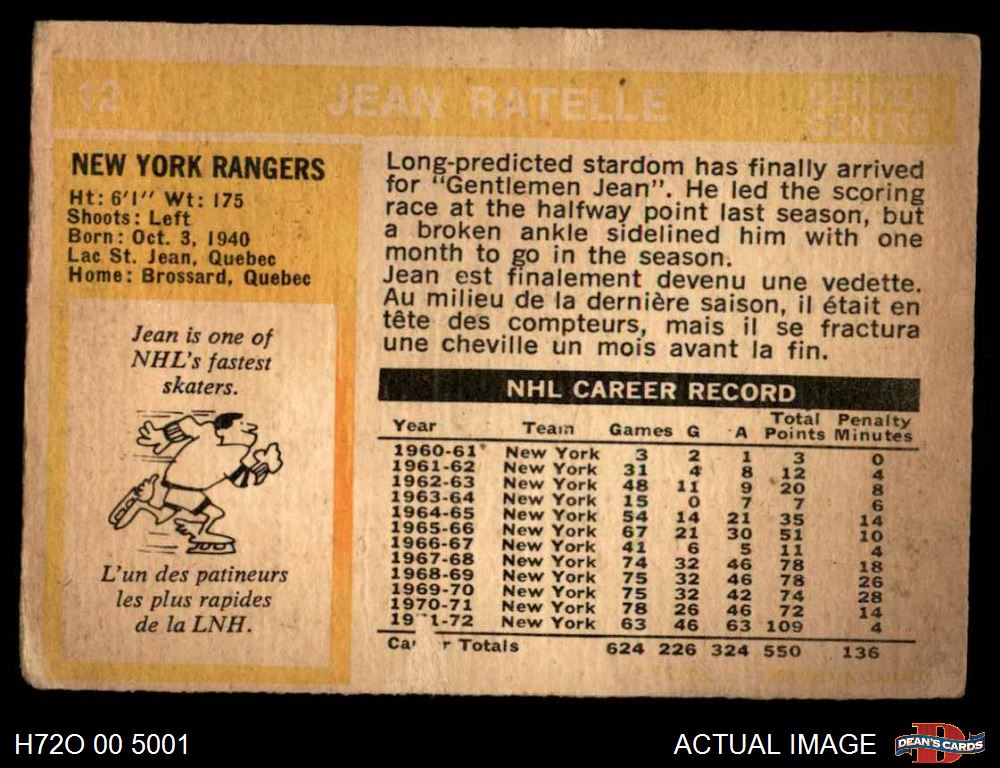 12 JEAN RATELLE CENTER
CENTRE
NEW YORK RANGERS
Ht: 6'1'' Wt: 175
Shoots: Left
Born: Oct. 3, 1940
Lac St. Jean, Quebec
Home: Brossard, Quebec
Jean is one of
NHL's fastest
skaters.
L'un des patineurs
les plus rapides
de la LNH.
Long-predicted stardom has finally arrived
for "Gentlemen Jean". He led the scoring
race at the halfway point last season, but
a broken ankle sidelined him with one
month to go in the season.
Jean est finalement devenu une vedette.
Au milieu de la dernière saison, il était en
tête des compteurs, mais il se fractura
une cheville un mois avant la fin.
NHL CAREER RECORD
Year Team Games G A Total Points Penalty Minutes
1960-61* New York 3 2 1 3 0
1961-62 New York 31 4 8 12 4
1962-63 New York 48 11 9 20 8
1963-64 New York 15 0 7 7 6
1964-65 New York 54 14 21 35 14
1965-66 New York 67 21 30 51 10
1966-67 New York 41 6 5 11 4
1967-68 New York 74 32 46 78 18
1968-69 New York 75 32 46 78 26
1969-70 New York 75 32 42 74 28
1970-71 New York 78 26 46 72 14
19 1-72 New York 63 46 63 109 4
Ca r Totals 624 226 324 550 136
H72O 00 5001
ACTUAL IMAGE
DEAN'S CARDS